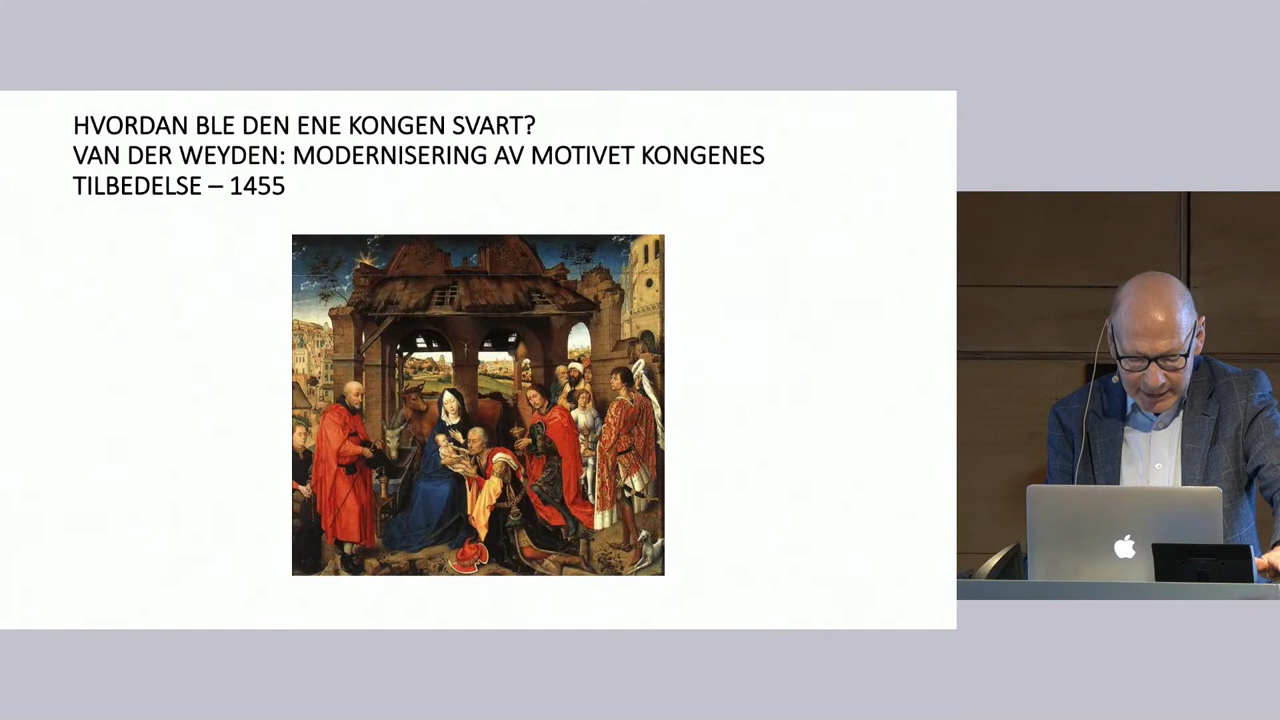 HVORDAN BLE DEN ENE KONGEN SVART?
VAN DER WEYDEN: MODERNISERING AV MOTIVET KONGENES
TILBEDELSE – 1455